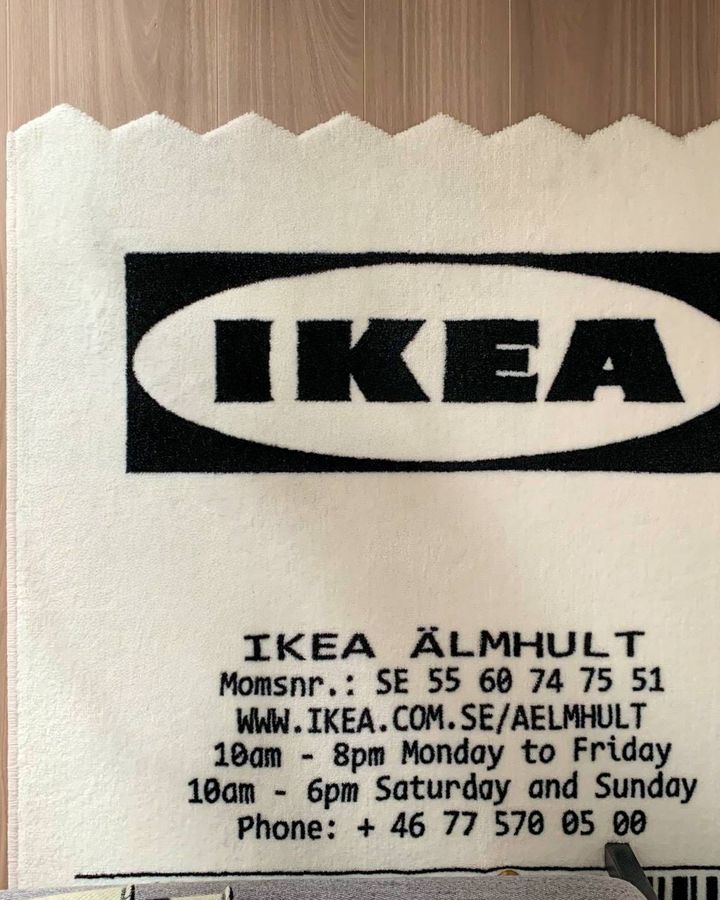 IKEA
IKEA ÄLMHULT
Momsnr.: SE 55 60 74 75 51
WWW.IKEA.COM.SE/AELMHULT
10am - 8pm Monday to Friday
10am - 6pm Saturday and Sunday
Phone: + 46 77 570 05 00